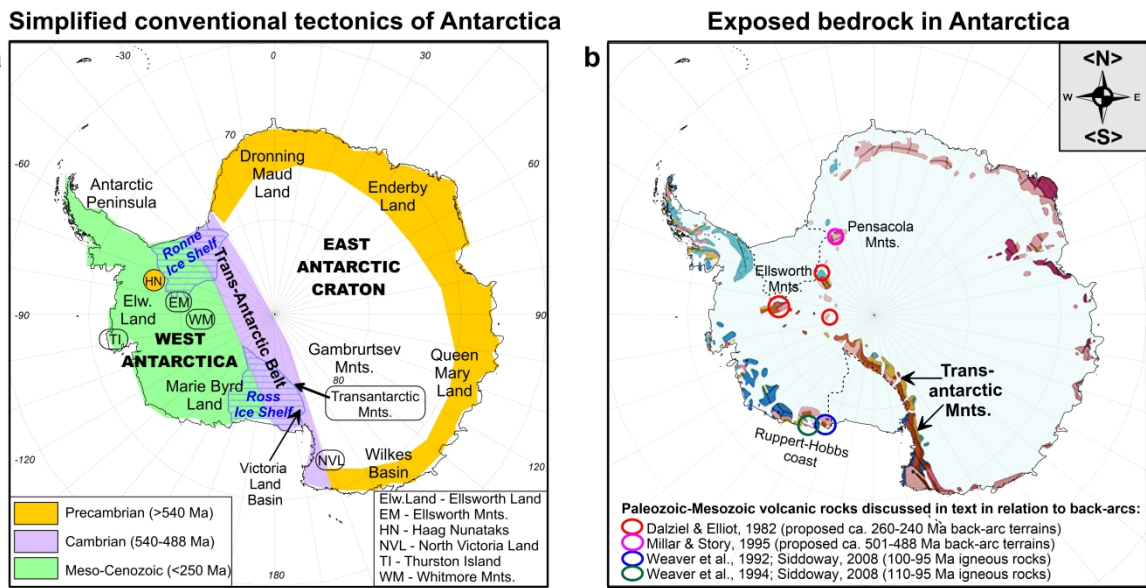 Simplified conventional tectonics of Antarctica
-30
0
30
-60
70
60
Dronning
Maud
Land
Enderby
Land
Antarctic
Peninsula
Ronne
Ice Shelf
EAST
ANTARCTIC
CRATON
HN
EM
Elw.
Land
WM
-90
90
TI
WEST
ANTARCTICA
Trans-Antarctic Belt
Gambrurtsev
Mnts.
Queen
Mary
Land
80
Transantarctic
Mnts.
Marie Byrd
Land
Ross
Ice Shelf
NVL
Wilkes
Basin
Victoria
Land
Basin
-120
120
180
Precambrian (>540 Ma)
Cambrian (540-488 Ma)
Meso-Cenozoic (<250 Ma)
Elw.Land - Ellsworth Land
EM - Ellsworth Mnts.
HN - Haag Nunataks
NVL - North Victoria Land
TI - Thurston Island
WM - Whitmore Mnts.
Exposed bedrock in Antarctica
b
<N>
W
E
<S>
Pensacola
Mnts.
Ellsworth
Mnts.
Trans-
antarctic
Mnts.
Ruppert-Hobbs
coast
Paleozoic-Mesozoic volcanic rocks discussed in text in relation to back-arcs:
Dalziel & Elliot, 1982 (proposed ca. 260-240 Ma back-arc terrains)
Millar & Story, 1995 (proposed ca. 501-488 Ma back-arc terrains)
Weaver et al., 1992; Siddoway, 2008 (100-95 Ma igneous rocks)
Weaver et al., 1994; Siddoway, 2008 (110-95 Ma igneous rocks)